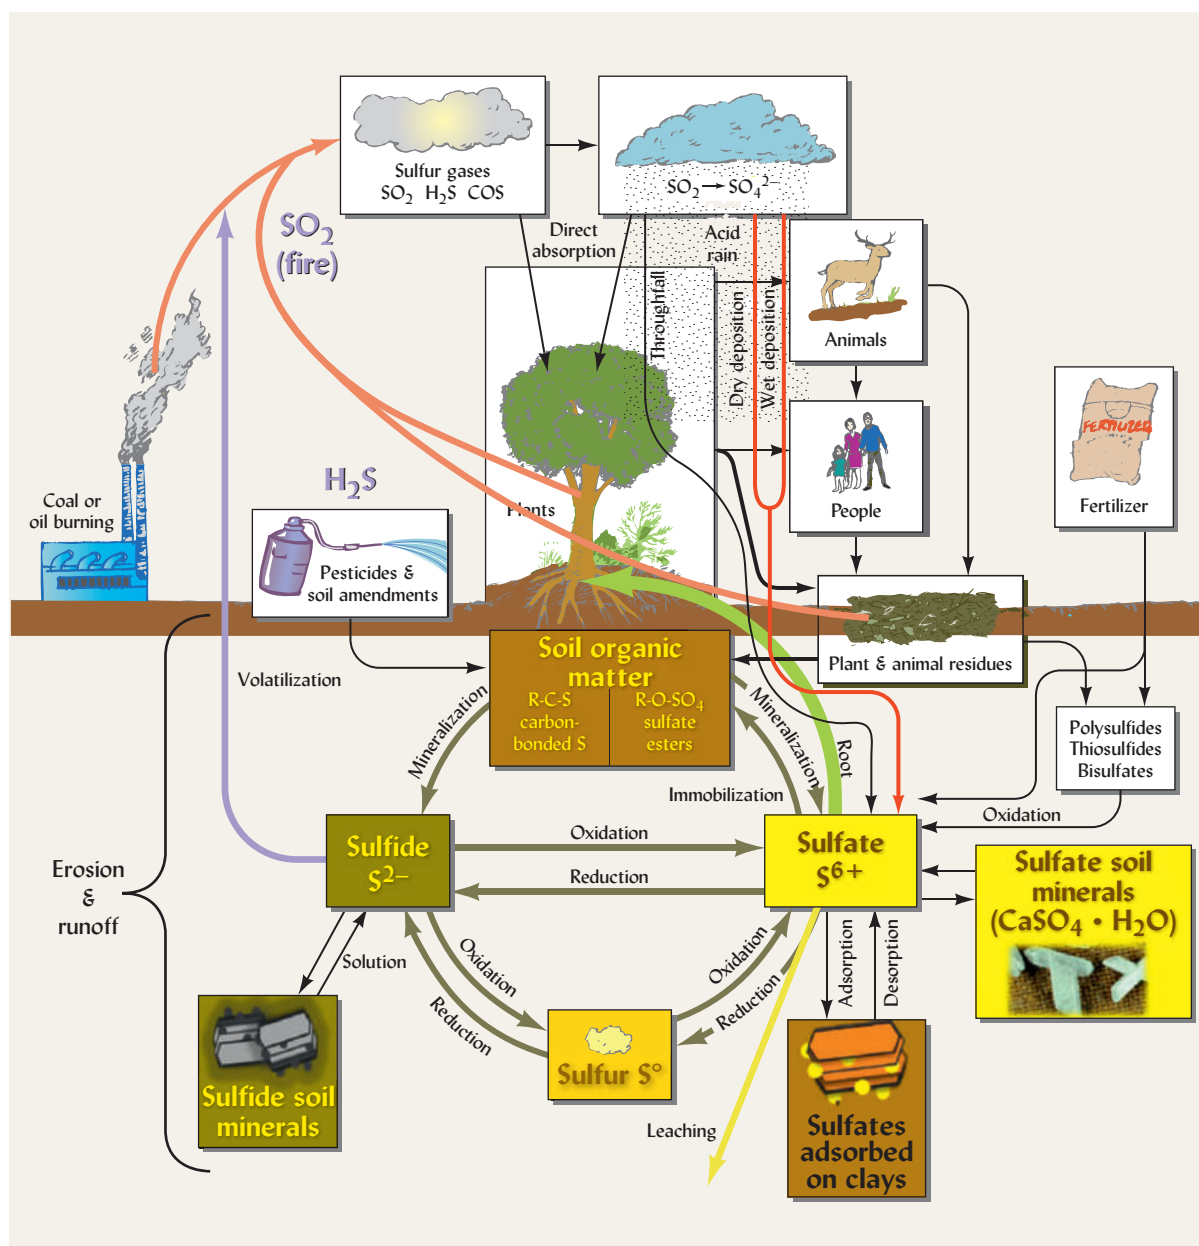 Sulfur gases
SO₂ H₂S COS
SO₂ → SO₄²⁻
SO₂
(fire)
Direct
absorption
Acid
rain
Throughfall
Dry deposition
Wet deposition
Animals
People
FERTILIZER
Fertilizer
Coal or
oil burning
H₂S
Plants
Pesticides &
soil amendments
Plant & animal residues
Volatilization
Soil organic
matter
R-C-S
carbon-
bonded S
R-O-SO₄
sulfate
esters
Polysulfides
Thiosulfides
Bisulfates
Mineralization
Mineralization
Root
Immobilization
Oxidation
Erosion
&
runoff
Sulfide
S²⁻
Oxidation
Reduction
Sulfate
S⁶⁺
Sulfate soil
minerals
(CaSO₄ • H₂O)
Solution
Oxidation
Reduction
Oxidation
Reduction
Adsorption
Desorption
Sulfur S°
Sulfide soil
minerals
Leaching
Sulfates
adsorbed
on clays